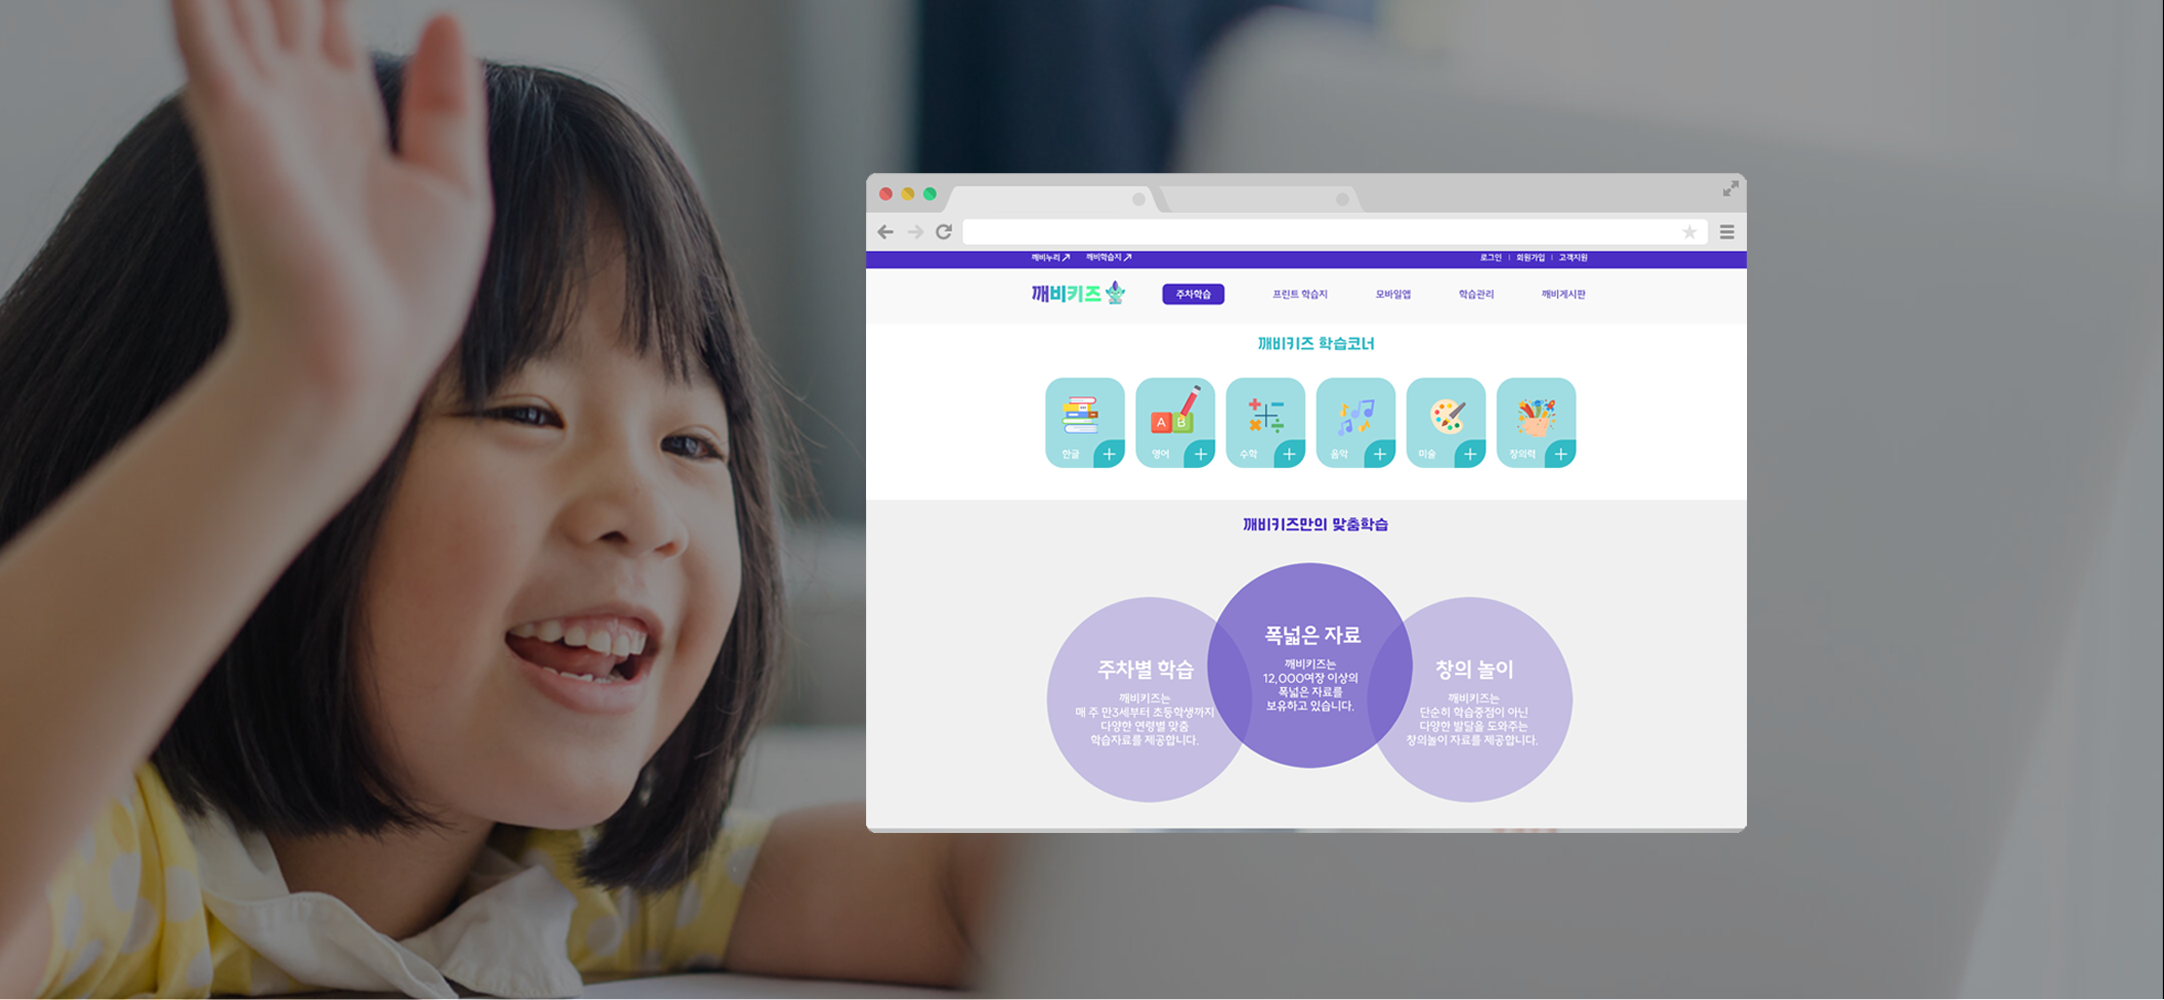 깨비누리 깨비학습지 로그인 회원가입 고객지원
깨비키즈 주차학습 프린트 학습지 모바일앱 학습관리 깨비게시판
깨비키즈 학습코너
A B
한글 영어 수학 음악 미술 창의력
깨비키즈만의 맞춤학습
주차별 학습
깨비키즈는
매 주 만3세부터 초등학생까지
다양한 연령별 맞춤
학습자료를 제공합니다.
폭넓은 자료
깨비키즈는
12,000여장 이상의
폭넓은 자료를
보유하고 있습니다.
창의 놀이
깨비키즈는
단순히 학습중점이 아닌
다양한 발달을 도와주는
창의놀이 자료를 제공합니다.